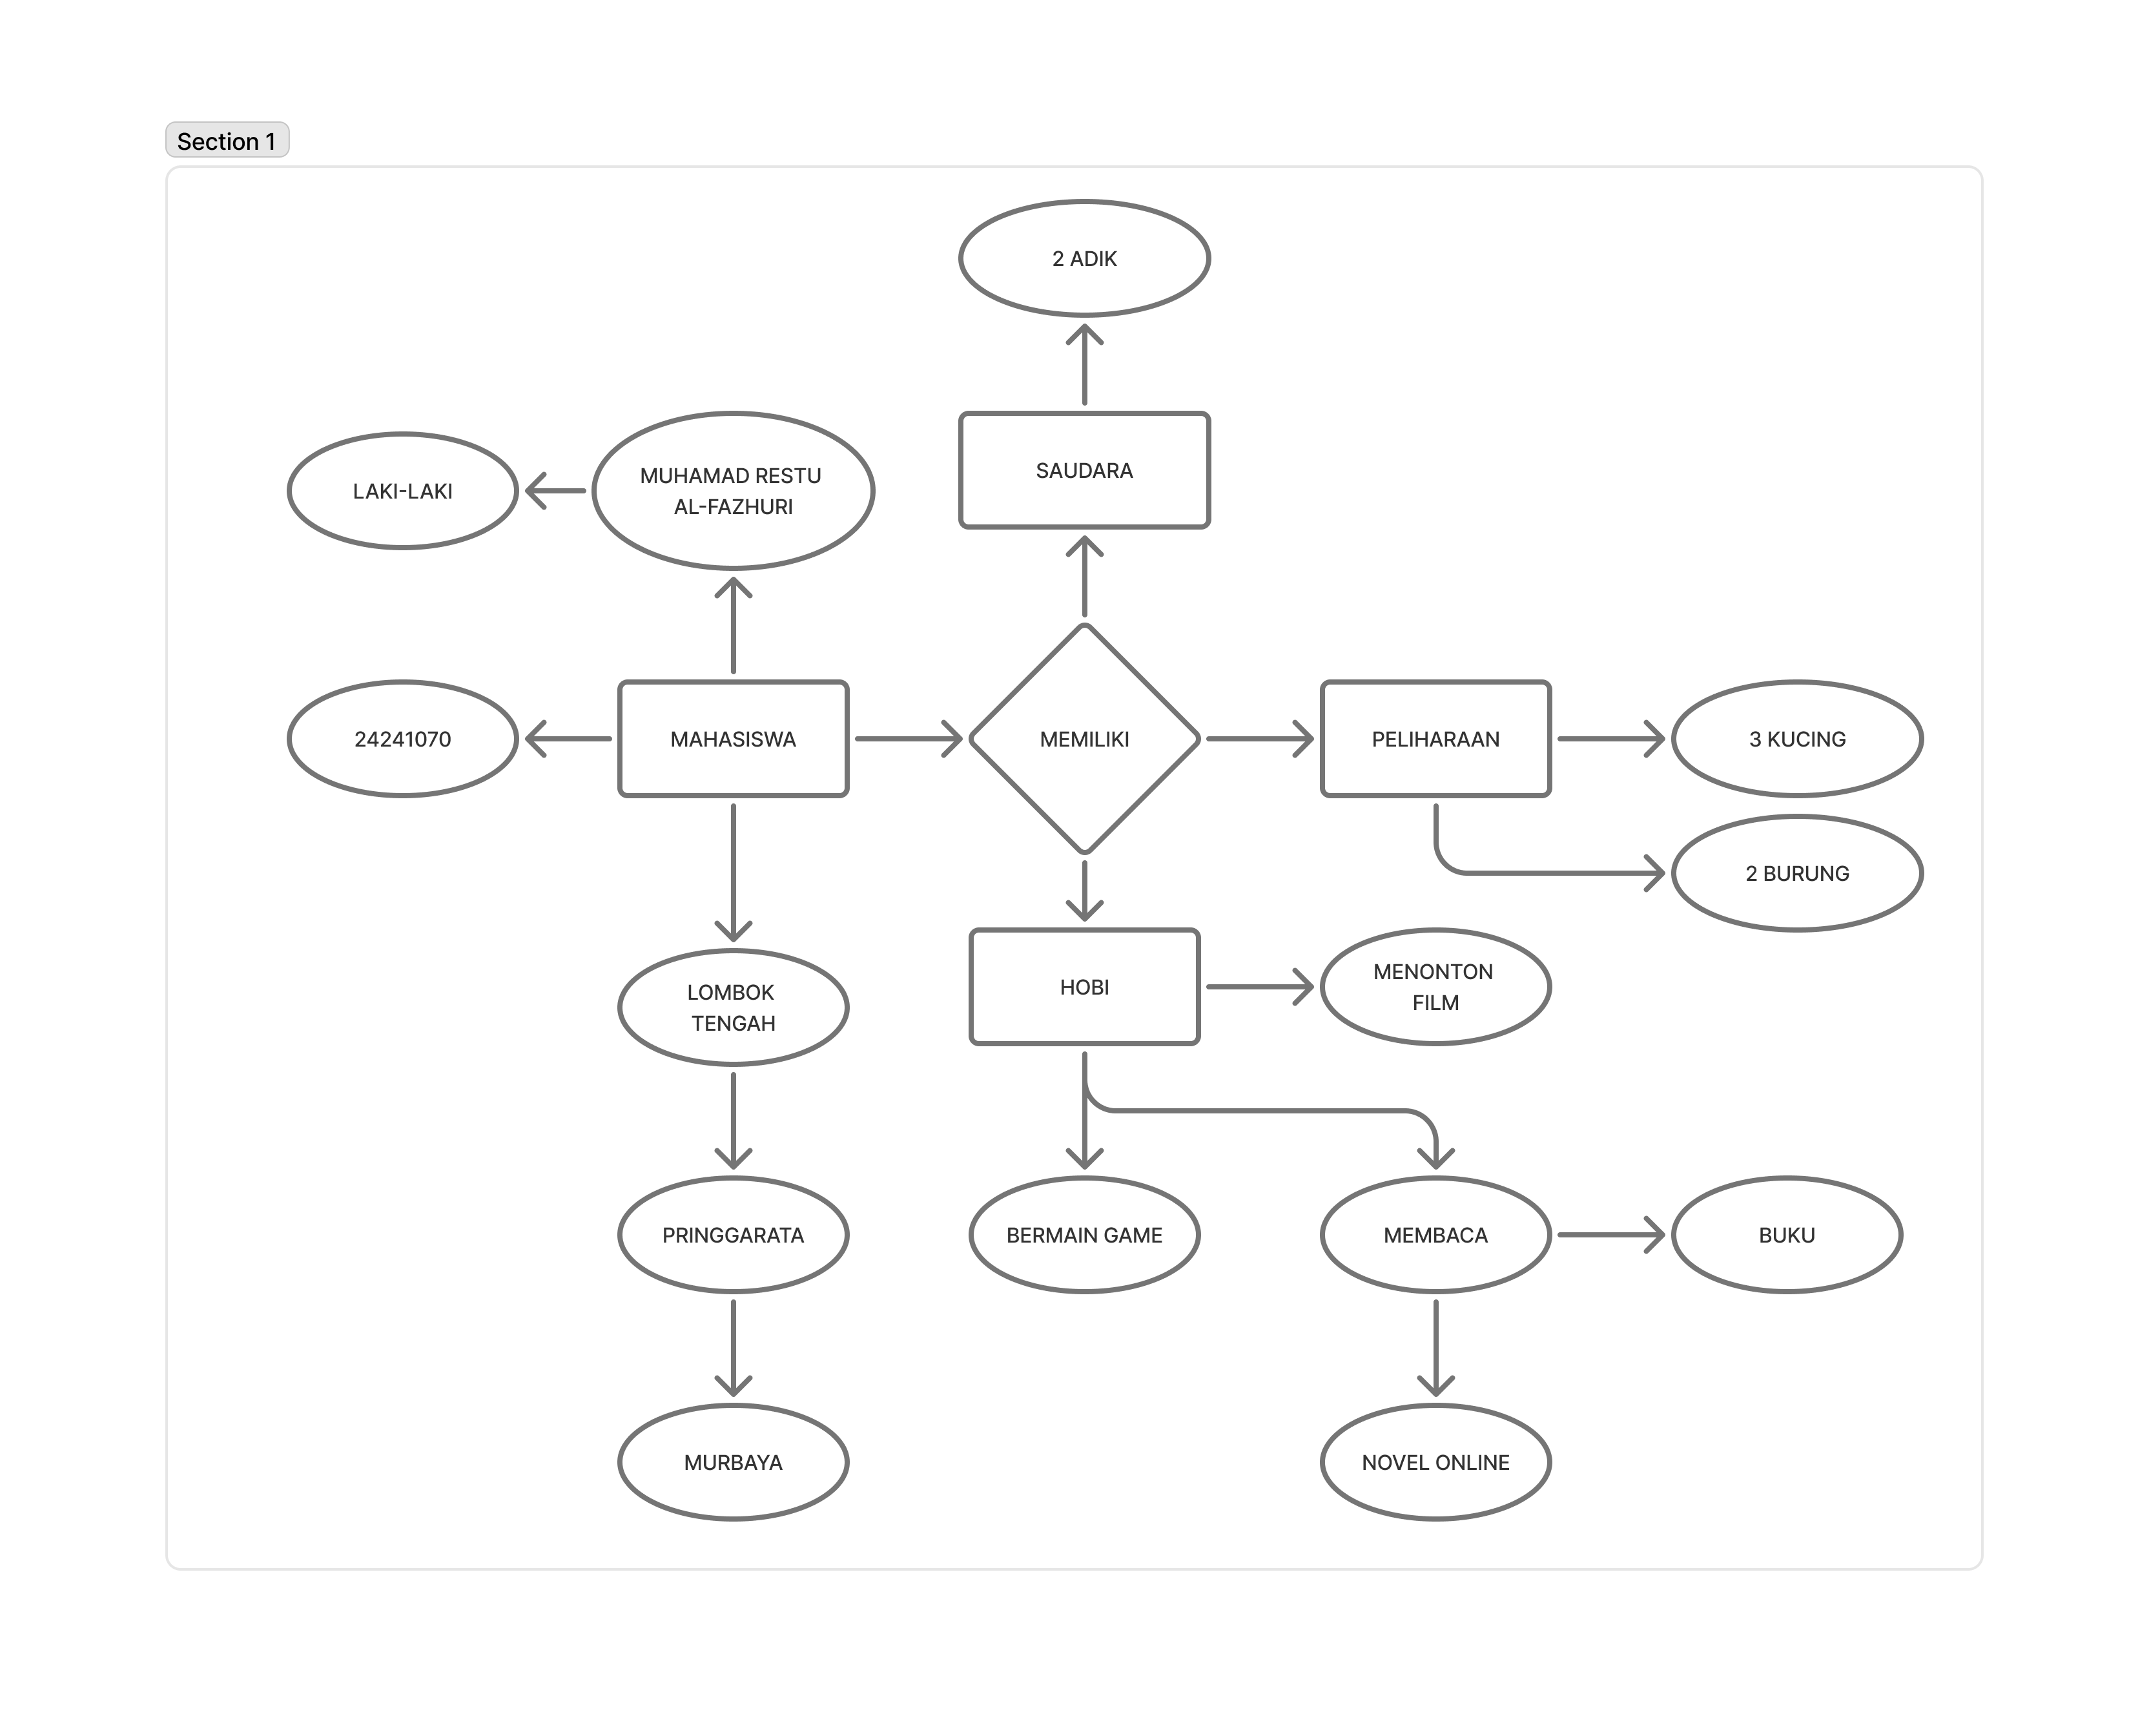 Section 1
2 ADIK
SAUDARA
MUHAMAD RESTU
AL-FAZHURI
LAKI-LAKI
24241070
MAHASISWA
MEMILIKI
PELIHARAAN
3 KUCING
2 BURUNG
HOBI
MENONTON
FILM
LOMBOK
TENGAH
PRINGGARATA
BERMAIN GAME
MEMBACA
BUKU
MURBAYA
NOVEL ONLINE